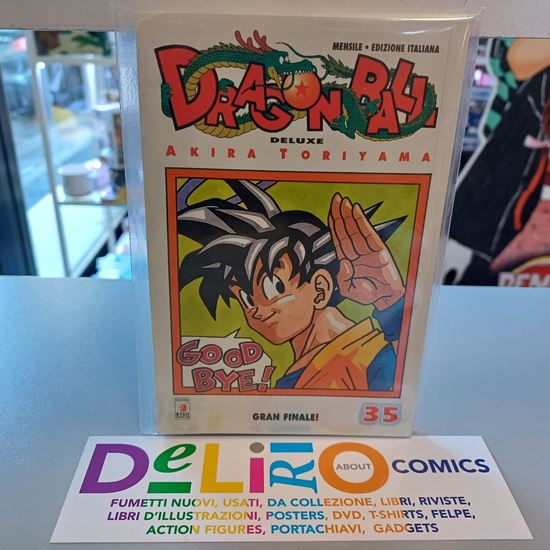 MENSILE • EDIZIONE ITALIANA
DRAGON BALL
DELUXE
AKIRA TORIYAMA
GOOD
BYE!
STAR
GRAN FINALE!
35
DeLiRiO
ABOUT
COMICS
FUMETTI NUOVI, USATI, DA COLLEZIONE, LIBRI, RIVISTE,
LIBRI D'ILLUSTRAZIONI, POSTERS, DVD, T-SHIRTS, FELPE,
ACTION FIGURES, PORTACHIAVI, GADGETS